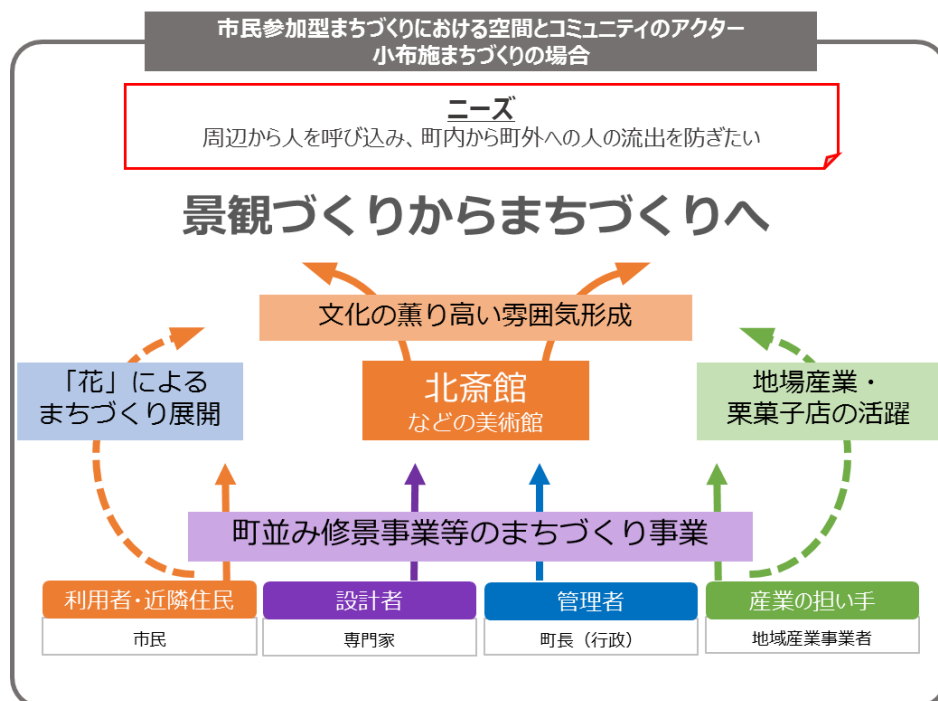 市民参加型まちづくりにおける空間とコミュニティのアクター
小布施まちづくりの場合
ニーズ
周辺から人を呼び込み、町内から町外への人の流出を防ぎたい
景観づくりからまちづくりへ
文化の薫り高い雰囲気形成
「花」による
まちづくり展開
北斎館
などの美術館
地場産業・
栗菓子店の活躍
町並み修景事業等のまちづくり事業
利用者・近隣住民
市民
設計者
専門家
管理者
町長（行政）
産業の担い手
地域産業事業者